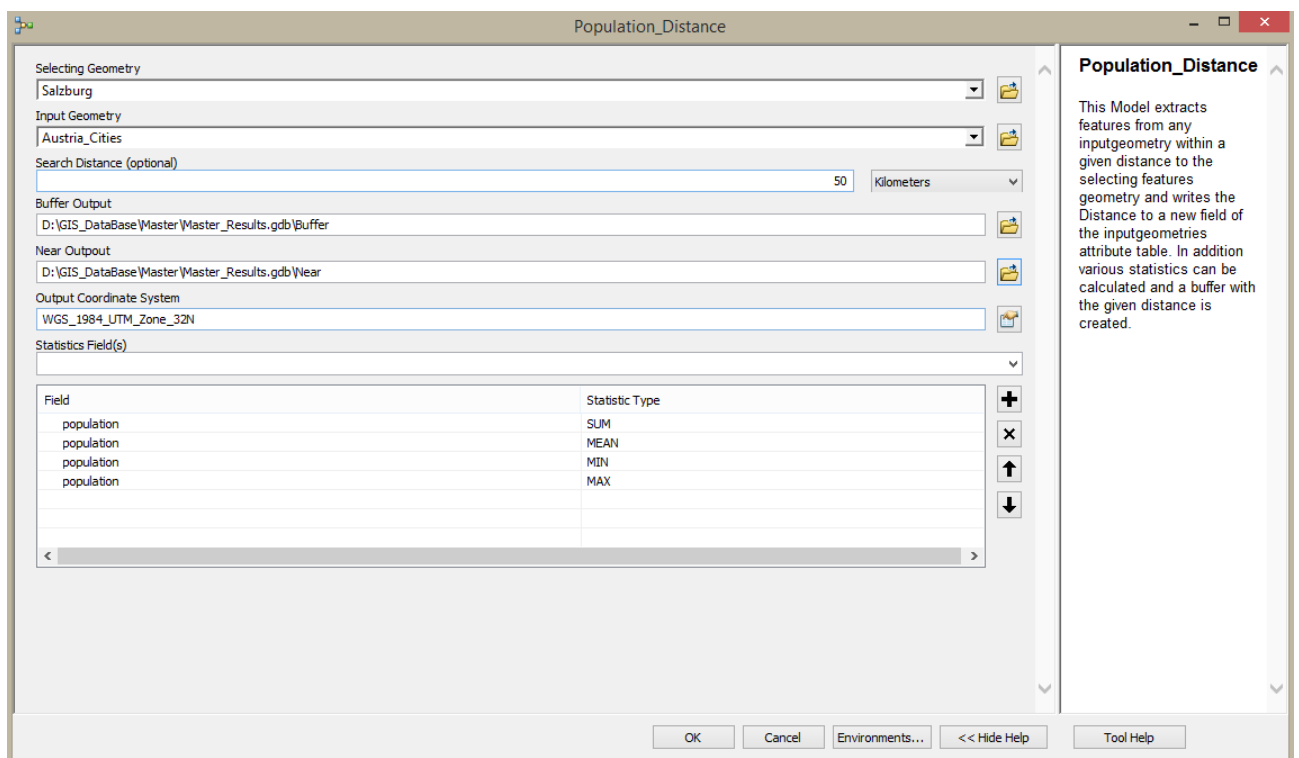 Population_Distance
Selecting Geometry
Salzburg
Input Geometry
Austria_Cities
Search Distance (optional)
50 Kilometers
Buffer Output
D:\GIS_DataBase\Master\Master_Results.gdb\Buffer
Near Outpout
D:\GIS_DataBase\Master\Master_Results.gdb\Near
Output Coordinate System
WGS_1984_UTM_Zone_32N
Statistics Field(s)
Field Statistic Type
population SUM
population MEAN
population MIN
population MAX
OK Cancel Environments... << Hide Help Tool Help
Population_Distance
This Model extracts
features from any
inputgeometry within a
given distance to the
selecting features
geometry and writes the
Distance to a new field of
the inputgeometries
attribute table. In addition
various statistics can be
calculated and a buffer with
the given distance is
created.